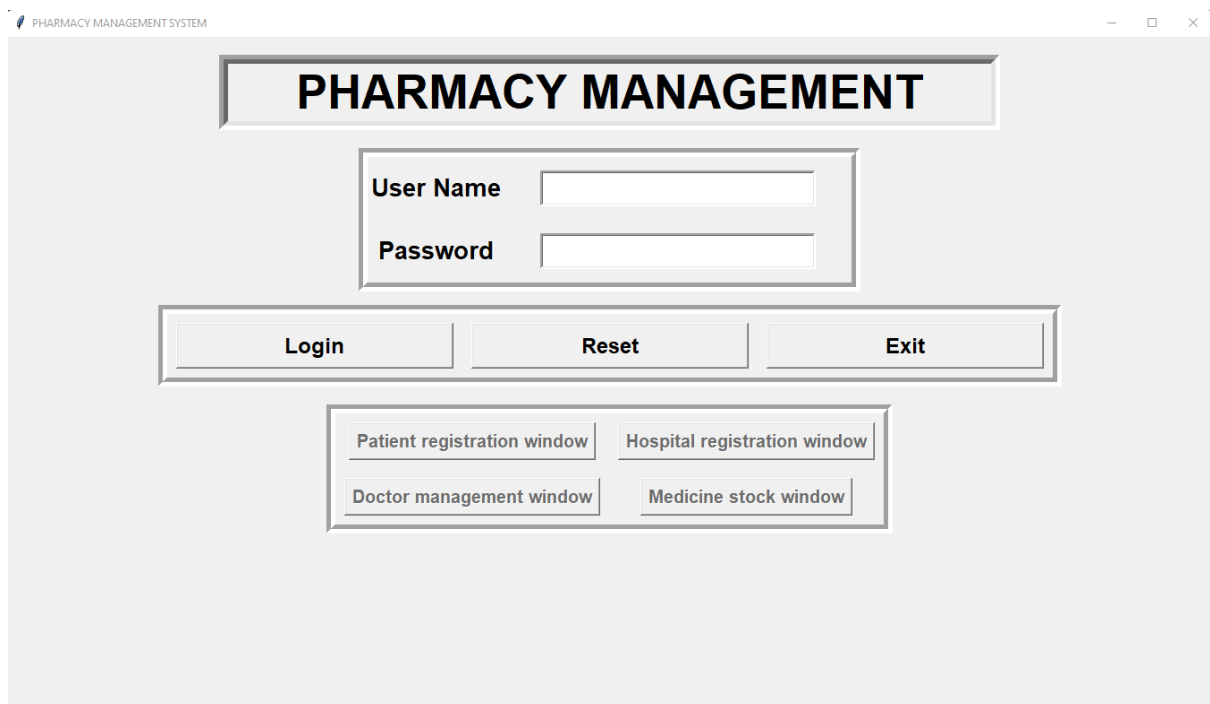 PHARMACY MANAGEMENT SYSTEM
PHARMACY MANAGEMENT
User Name
Password
Login Reset Exit
Patient registration window Hospital registration window
Doctor management window Medicine stock window